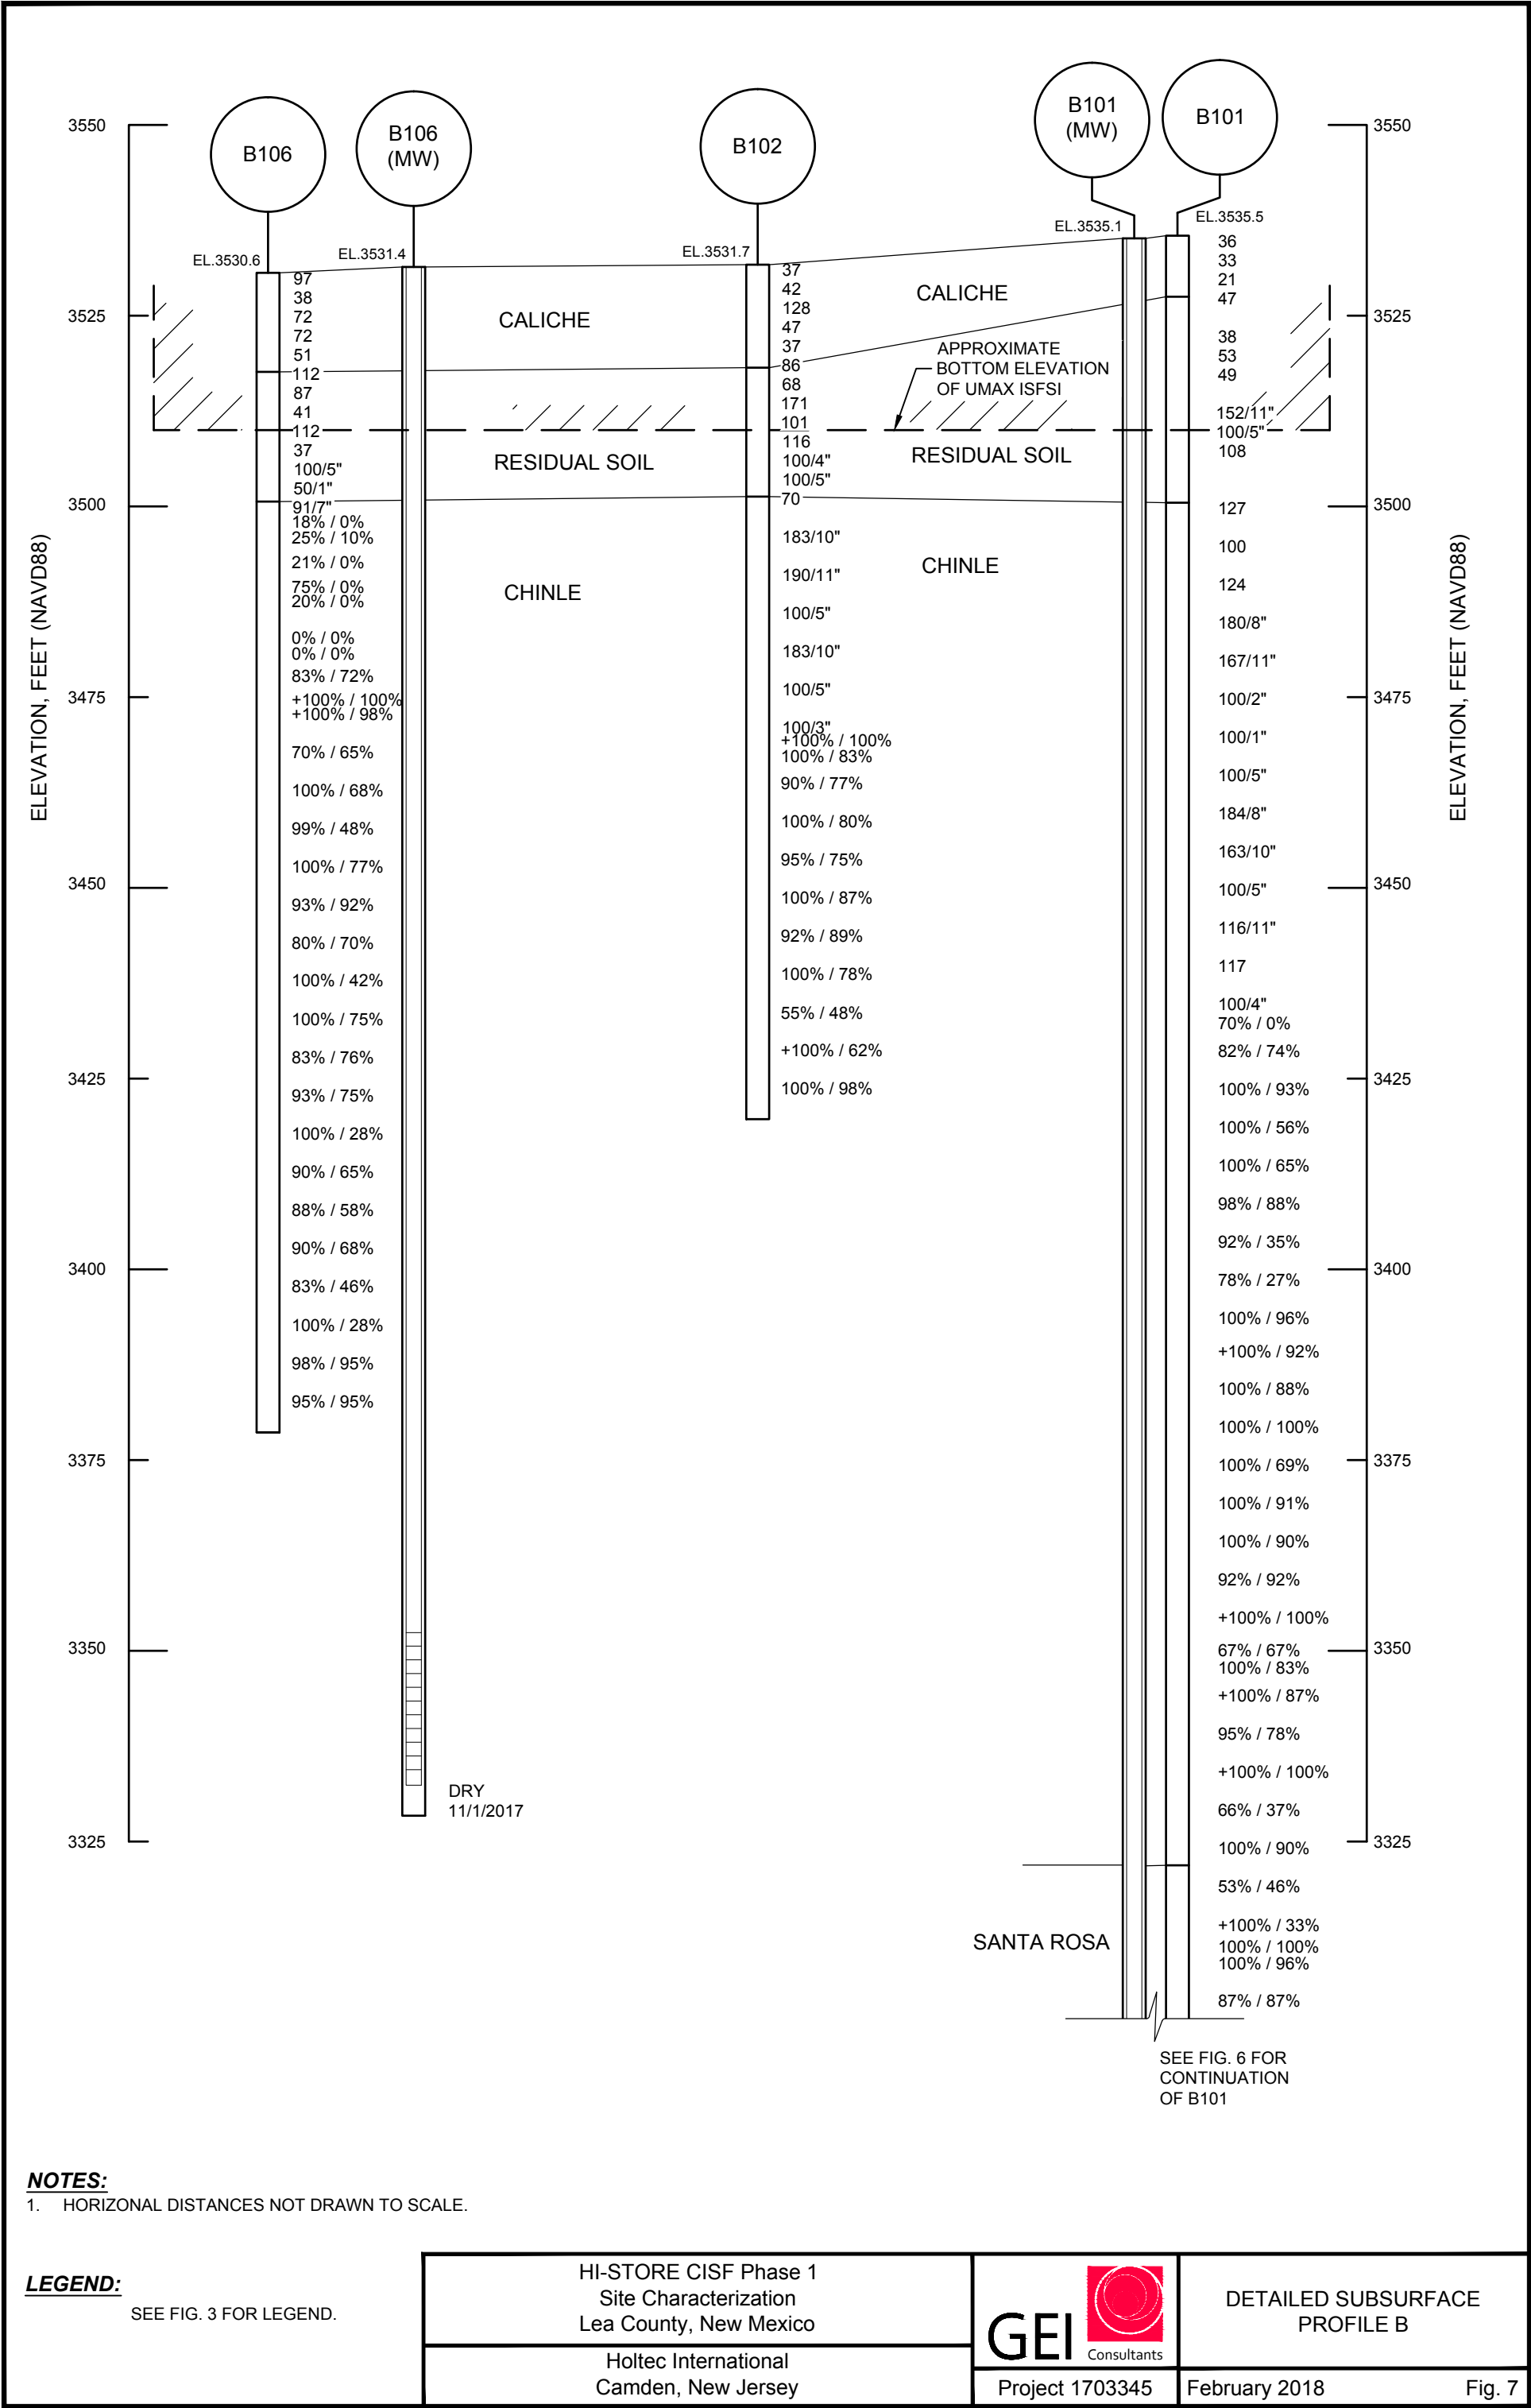 B106
B106
(MW)
B102
B101
(MW)
B101
3550
3525
3500
3475
3450
3425
3400
3375
3350
3325
ELEVATION, FEET (NAVD88)
EL.3530.6
97
38
72
72
51
112
87
41
112
37
100/5"
50/1"
91/7"
18% / 0%
25% / 10%
21% / 0%
75% / 0%
20% / 0%
0% / 0%
0% / 0%
83% / 72%
+100% / 100%
+100% / 98%
70% / 65%
100% / 68%
99% / 48%
100% / 77%
93% / 92%
80% / 70%
100% / 42%
100% / 75%
83% / 76%
93% / 75%
100% / 28%
90% / 65%
88% / 58%
90% / 68%
83% / 46%
100% / 28%
98% / 95%
95% / 95%
EL.3531.4
DRY
11/1/2017
CALICHE
RESIDUAL SOIL
CHINLE
EL.3531.7
37
42
128
47
37
86
68
171
101
116
100/4"
100/5"
70
183/10"
190/11"
100/5"
183/10"
100/5"
100/3"
+100% / 100%
100% / 83%
90% / 77%
100% / 80%
95% / 75%
100% / 87%
92% / 89%
100% / 78%
55% / 48%
+100% / 62%
100% / 98%
CALICHE
APPROXIMATE
BOTTOM ELEVATION
OF UMAX ISFSI
RESIDUAL SOIL
CHINLE
SANTA ROSA
EL.3535.1
EL.3535.5
36
33
21
47
38
53
49
152/11"
100/5"
108
127
100
124
180/8"
167/11"
100/2"
100/1"
100/5"
184/8"
163/10"
100/5"
116/11"
117
100/4"
70% / 0%
82% / 74%
100% / 93%
100% / 56%
100% / 65%
98% / 88%
92% / 35%
78% / 27%
100% / 96%
+100% / 92%
100% / 88%
100% / 100%
100% / 69%
100% / 91%
100% / 90%
92% / 92%
+100% / 100%
67% / 67%
100% / 83%
+100% / 87%
95% / 78%
+100% / 100%
66% / 37%
100% / 90%
53% / 46%
+100% / 33%
100% / 100%
100% / 96%
87% / 87%
SEE FIG. 6 FOR
CONTINUATION
OF B101
3550
3525
3500
3475
3450
3425
3400
3375
3350
3325
ELEVATION, FEET (NAVD88)
NOTES:
1. HORIZONAL DISTANCES NOT DRAWN TO SCALE.
LEGEND:
SEE FIG. 3 FOR LEGEND.
HI-STORE CISF Phase 1
Site Characterization
Lea County, New Mexico
Holtec International
Camden, New Jersey
GEI
Consultants
Project 1703345
DETAILED SUBSURFACE
PROFILE B
February 2018
Fig. 7